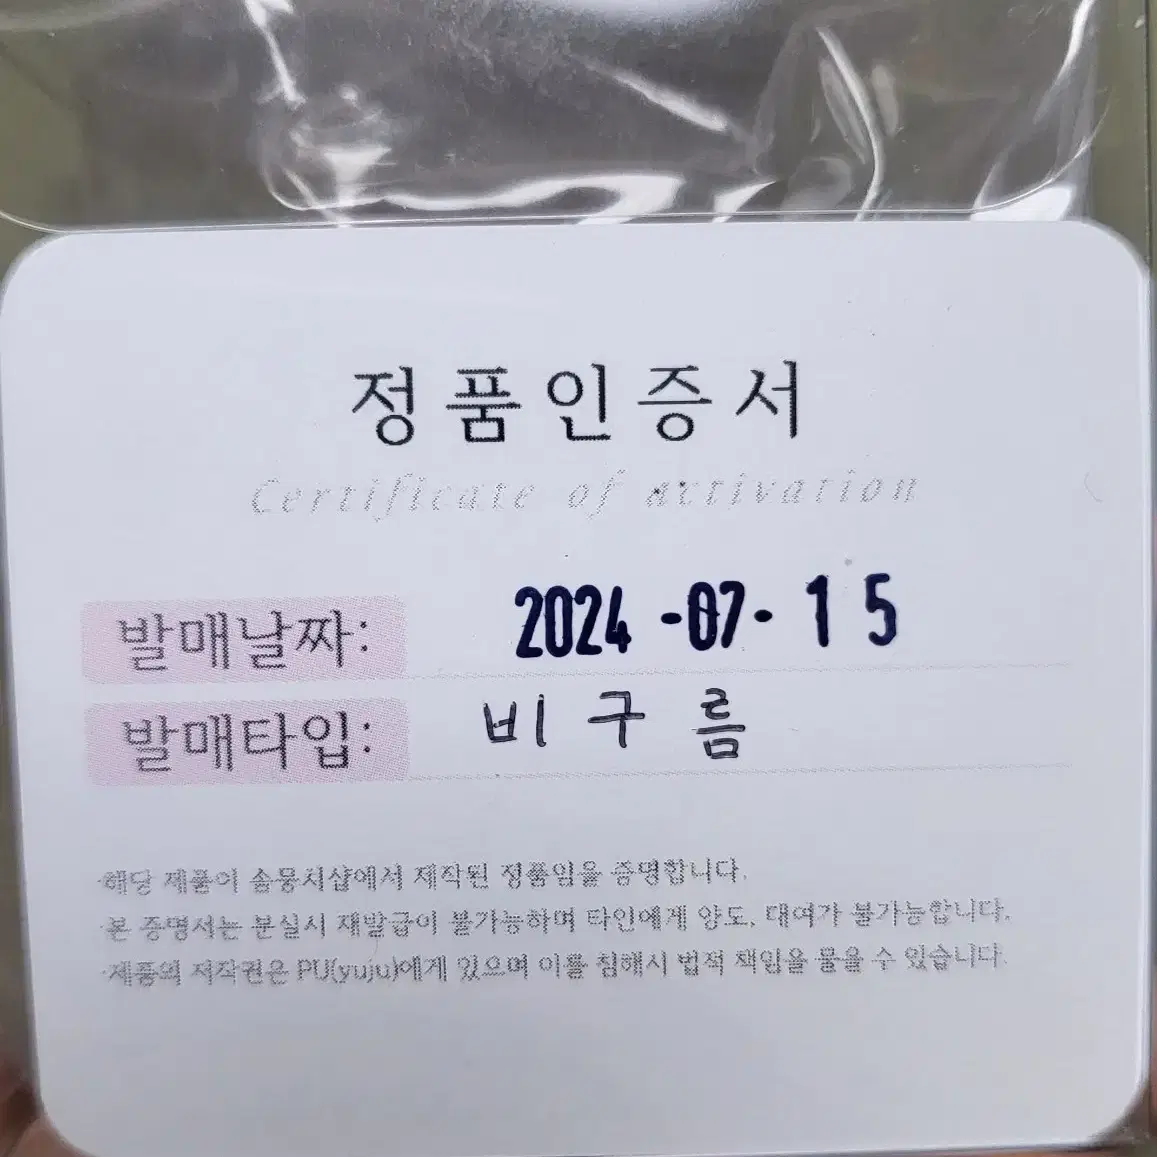 정품인증서
Certificate of activation
발매날짜: 2024-07-15
발매타입: 비구름
·해당 제품이 솜뭉치샵에서 제작된 정품임을 증명합니다.
·본 증명서는 분실시 재발급이 불가능하며 타인에게 양도, 대여가 불가능합니다.
·제품의 저작권은 PU(yuju)에게 있으며 이를 침해시 법적 책임을 물을 수 있습니다.